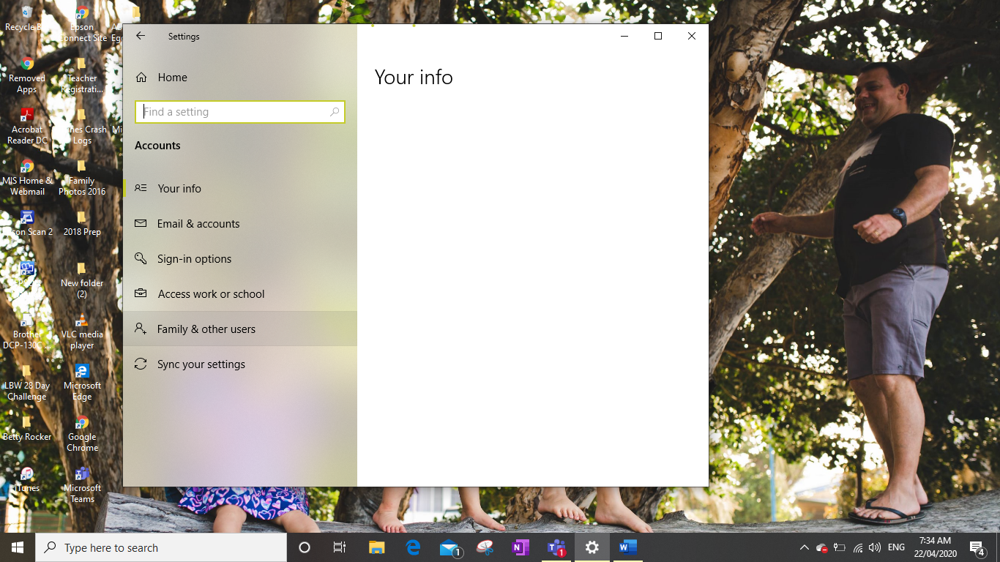 Recycle B
Epson
onnect Site
Removed
Apps
Teacher
Registrati...
Acrobat
Reader DC
nes Crash
Logs
MIS Home &
Webmail
Family
Photos 2016
son Scan 2
2018 Prep
New folder
(2)
Brother
DCP-130C ...
VLC media
player
LBW 28 Day
Challenge
Microsoft
Edge
Betty Rocker
Google
Chrome
iTunes
Microsoft
Teams
Settings
Home
Find a setting
Accounts
Your info
Email & accounts
Sign-in options
Access work or school
Family & other users
Sync your settings
Your info
Type here to search
1
1
ENG
7:34 AM
22/04/2020
4